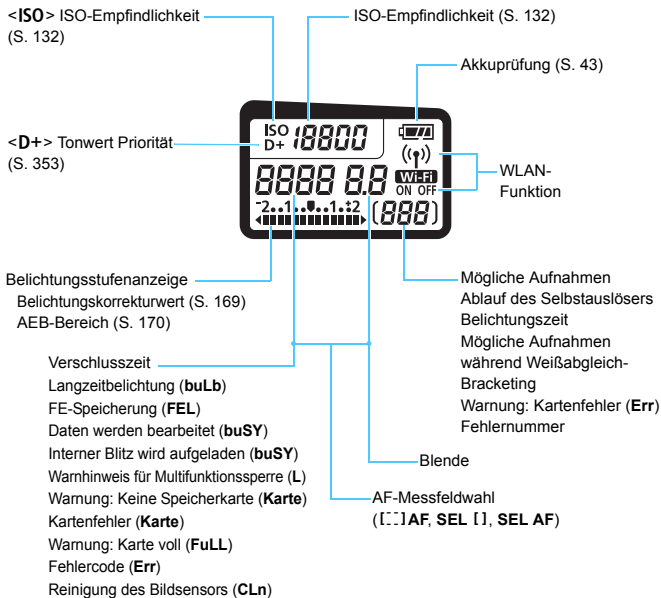 <ISO> ISO-Empfindlichkeit
(S. 132)
ISO-Empfindlichkeit (S. 132)
Akkuprüfung (S. 43)
<D+> Tonwert Priorität
(S. 353)
ISO
D+
18800
8888 8.8
Wi-Fi
ON OFF
-2..1..0..1.+2
(888)
WLAN-
Funktion
Belichtungsstufenanzeige
Belichtungskorrekturwert (S. 169)
AEB-Bereich (S. 170)
Mögliche Aufnahmen
Ablauf des Selbstauslösers
Belichtungszeit
Mögliche Aufnahmen
während Weißabgleich-
Bracketing
Warnung: Kartenfehler (Err)
Fehlernummer
Verschlusszeit
Langzeitbelichtung (buLb)
FE-Speicherung (FEL)
Daten werden bearbeitet (buSY)
Interner Blitz wird aufgeladen (buSY)
Warnhinweis für Multifunktionssperre (L)
Warnung: Keine Speicherkarte (Karte)
Kartenfehler (Karte)
Warnung: Karte voll (FuLL)
Fehlercode (Err)
Reinigung des Bildsensors (CLn)
Blende
AF-Messfeldwahl
([ ] AF, SEL [ ], SEL AF)